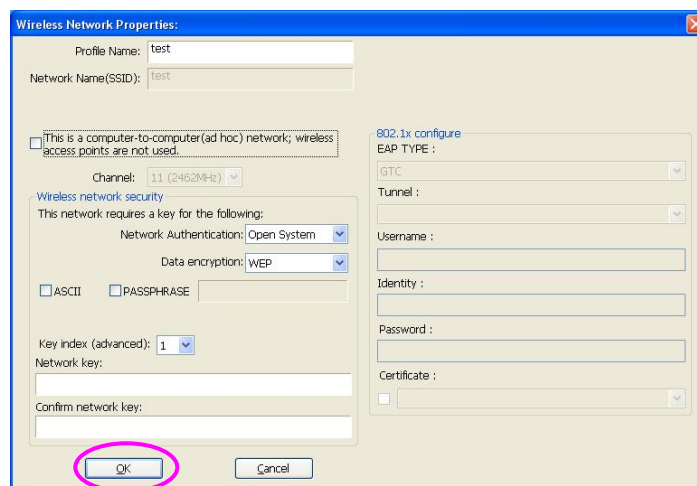 Wireless Network Properties:
Profile Name: test
Network Name(SSID): test
This is a computer-to-computer(ad hoc) network; wireless
access points are not used.
Channel: 11 (2462MHz)
Wireless network security
This network requires a key for the following:
Network Authentication: Open System
Data encryption: WEP
ASCII PASSPHRASE
Key index (advanced): 1
Network key:
Confirm network key:
OK Cancel
802.1x configure
EAP TYPE :
GTC
Tunnel :
Username :
Identity :
Password :
Certificate :